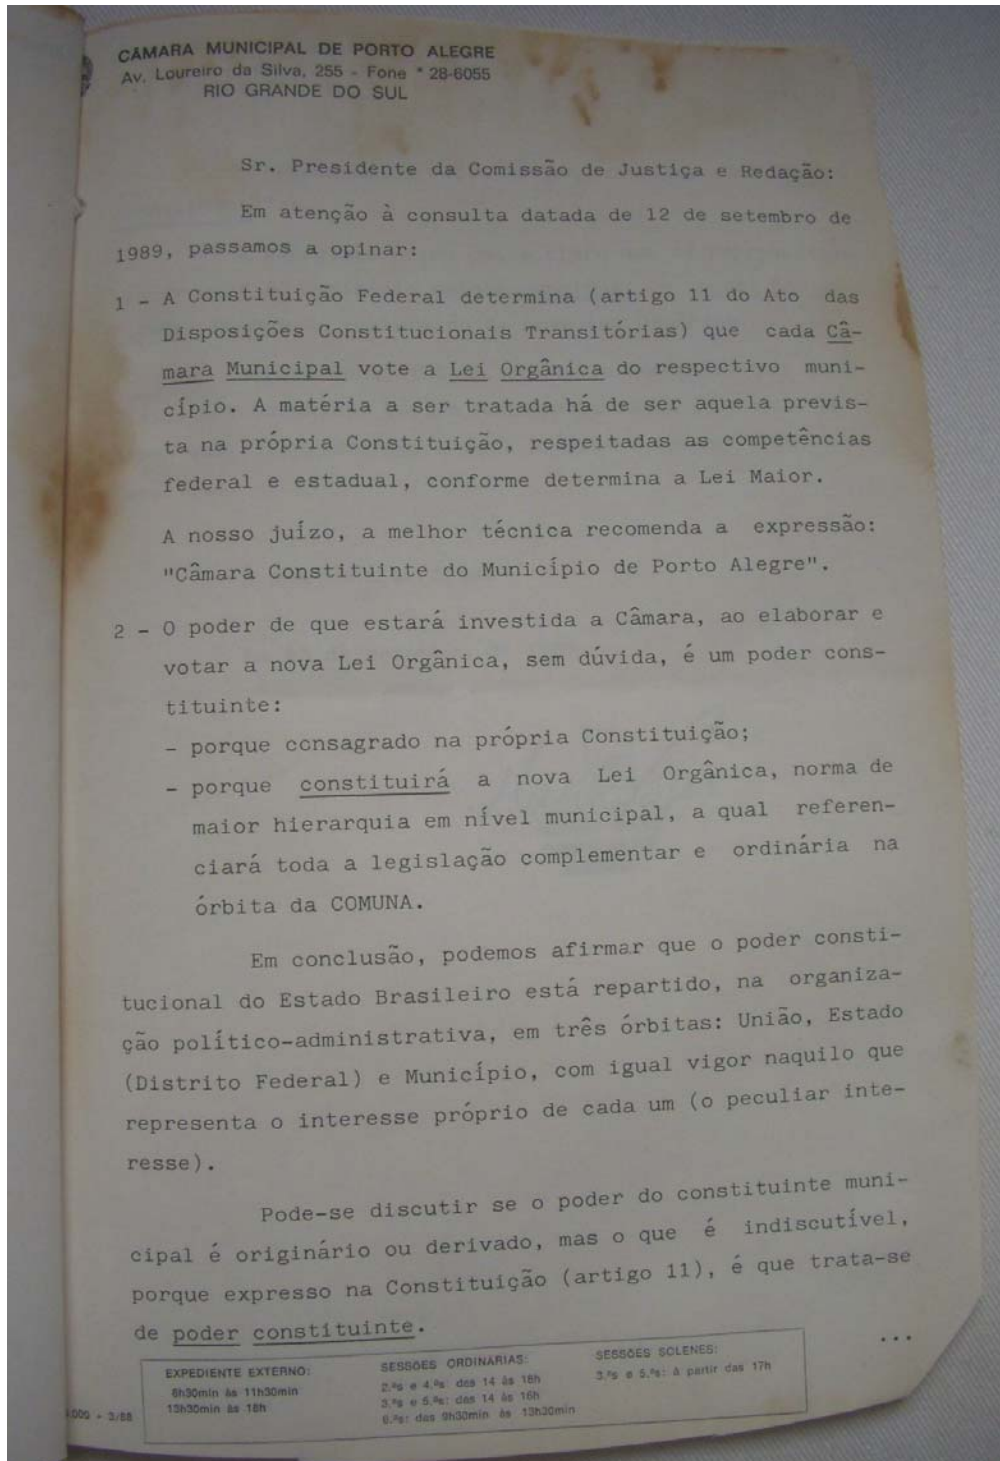 CÂMARA MUNICIPAL DE PORTO ALEGRE
Av. Loureiro da Silva, 255 - Fone * 28-6055
RIO GRANDE DO SUL
Sr. Presidente da Comissão de Justiça e Redação:
Em atenção à consulta datada de 12 de setembro de
1989, passamos a opinar:
1 - A Constituição Federal determina (artigo 11 do Ato das
Disposições Constitucionais Transitórias) que cada Câ-
mara Municipal vote a Lei Orgânica do respectivo muni-
cípio. A matéria a ser tratada há de ser aquela previs-
ta na própria Constituição, respeitadas as competências
federal e estadual, conforme determina a Lei Maior.
A nosso juízo, a melhor técnica recomenda a expressão:
"Câmara Constituinte do Município de Porto Alegre".
2 - O poder de que estará investida a Câmara, ao elaborar e
votar a nova Lei Orgânica, sem dúvida, é um poder cons-
tituinte:
- porque consagrado na própria Constituição;
- porque constituirá a nova Lei Orgânica, norma de
maior hierarquia em nível municipal, a qual referen-
ciará toda a legislação complementar e ordinária na
órbita da COMUNA.
Em conclusão, podemos afirmar que o poder consti-
tucional do Estado Brasileiro está repartido, na organiza-
ção político-administrativa, em três órbitas: União, Estado
(Distrito Federal) e Município, com igual vigor naquilo que
representa o interesse próprio de cada um (o peculiar inte-
resse).
Pode-se discutir se o poder do constituinte muni-
cipal é originário ou derivado, mas o que é indiscutível,
porque expresso na Constituição (artigo 11), é que trata-se
de poder constituinte.
...
EXPEDIENTE EXTERNO:
8h30min às 11h30min
13h30min às 18h
SESSÕES ORDINÁRIAS:
2.ªs e 4.ªs: das 14 às 18h
3.ªs e 5.ªs: das 14 às 16h
6.ªs: das 9h30min às 13h30min
SESSÕES SOLENES:
3.ªs e 5.ªs: à partir das 17h
- 3/88